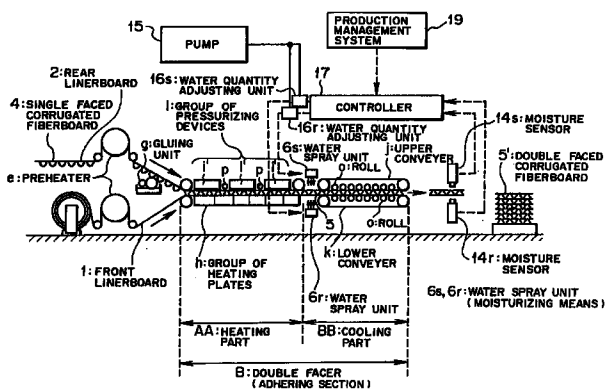 15
PUMP
PRODUCTION
MANAGEMENT
SYSTEM
19
2: REAR
LINERBOARD
4: SINGLE FACED
CORRUGATED
FIBERBOARD
16s: WATER QUANTITY
ADJUSTING UNIT
17
CONTROLLER
i: GROUP OF
PRESSURIZING
DEVICES
g: GLUING
UNIT
16r: WATER QUANTITY
ADJUSTING UNIT
6s: WATER
SPRAY UNIT
o: ROLL
j: UPPER
CONVEYER
14s: MOISTURE
SENSOR
5': DOUBLE FACED
CORRUGATED
FIBERBOARD
e: PREHEATER
P
P
5
o: ROLL
k: LOWER
CONVEYER
14r: MOISTURE
SENSOR
1: FRONT
LINERBOARD
h: GROUP OF
HEATING
PLATES
6r: WATER
SPRAY UNIT
6s, 6r: WATER SPRAY UNIT
(MOISTURIZING MEANS)
AA: HEATING
PART
BB: COOLING
PART
B: DOUBLE FACER
(ADHERING SECTION)